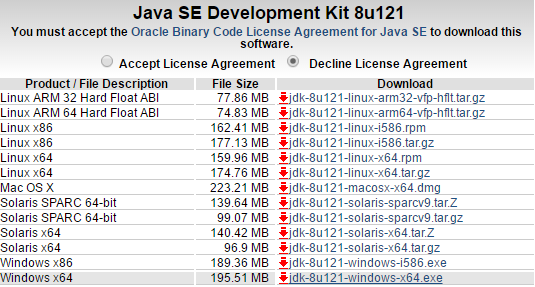 Java SE Development Kit 8u121
You must accept the Oracle Binary Code License Agreement for Java SE to download this
software.
Accept License Agreement Decline License Agreement
Product / File Description File Size Download
Linux ARM 32 Hard Float ABI 77.86 MB jdk-8u121-linux-arm32-vfp-hflt.tar.gz
Linux ARM 64 Hard Float ABI 74.83 MB jdk-8u121-linux-arm64-vfp-hflt.tar.gz
Linux x86 162.41 MB jdk-8u121-linux-i586.rpm
Linux x86 177.13 MB jdk-8u121-linux-i586.tar.gz
Linux x64 159.96 MB jdk-8u121-linux-x64.rpm
Linux x64 174.76 MB jdk-8u121-linux-x64.tar.gz
Mac OS X 223.21 MB jdk-8u121-macosx-x64.dmg
Solaris SPARC 64-bit 139.64 MB jdk-8u121-solaris-sparcv9.tar.Z
Solaris SPARC 64-bit 99.07 MB jdk-8u121-solaris-sparcv9.tar.gz
Solaris x64 140.42 MB jdk-8u121-solaris-x64.tar.Z
Solaris x64 96.9 MB jdk-8u121-solaris-x64.tar.gz
Windows x86 189.36 MB jdk-8u121-windows-i586.exe
Windows x64 195.51 MB jdk-8u121-windows-x64.exe